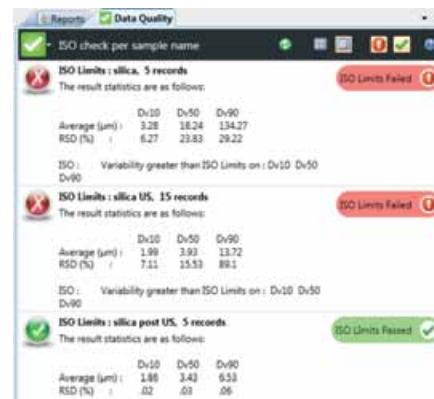 Reports Data Quality
ISO check per sample name
ISO Limits : silica, 5 records
ISO Limits Failed
The result statistics are as follows:
Dv10 Dv50 Dv90
Average (µm) : 3.28 18.24 134.27
RSD (%) : 6.27 23.83 29.22
ISO : Variability greater than ISO Limits on : Dv10 Dv50
Dv90
ISO Limits : silica US, 15 records
ISO Limits Failed
The result statistics are as follows:
Dv10 Dv50 Dv90
Average (µm) : 1.99 3.93 13.72
RSD (%) : 7.11 15.53 89.1
ISO : Variability greater than ISO Limits on : Dv10 Dv50
Dv90
ISO Limits : silica post US, 5 records
ISO Limits Passed
The result statistics are as follows:
Dv10 Dv50 Dv90
Average (µm) : 1.86 3.43 6.53
RSD (%) : .02 .03 .06